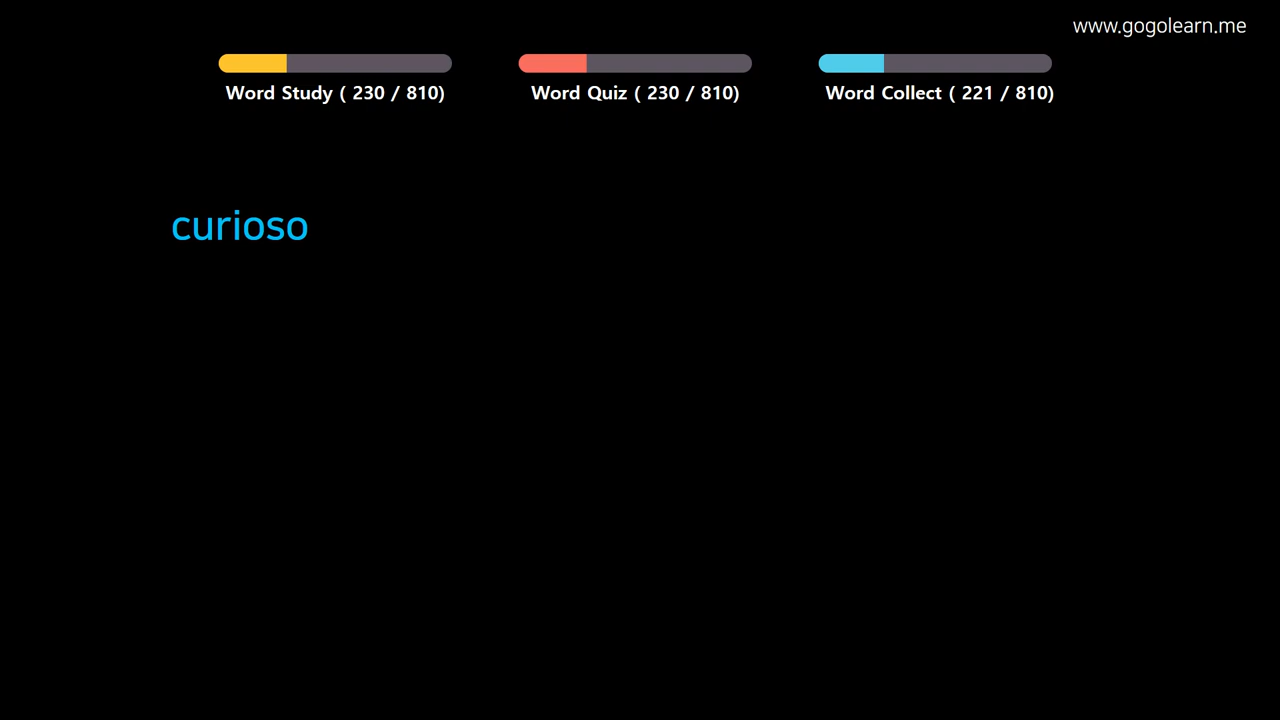 www.gogolearn.me
Word Study ( 230 / 810)
Word Quiz ( 230 / 810)
Word Collect ( 221 / 810)
curioso